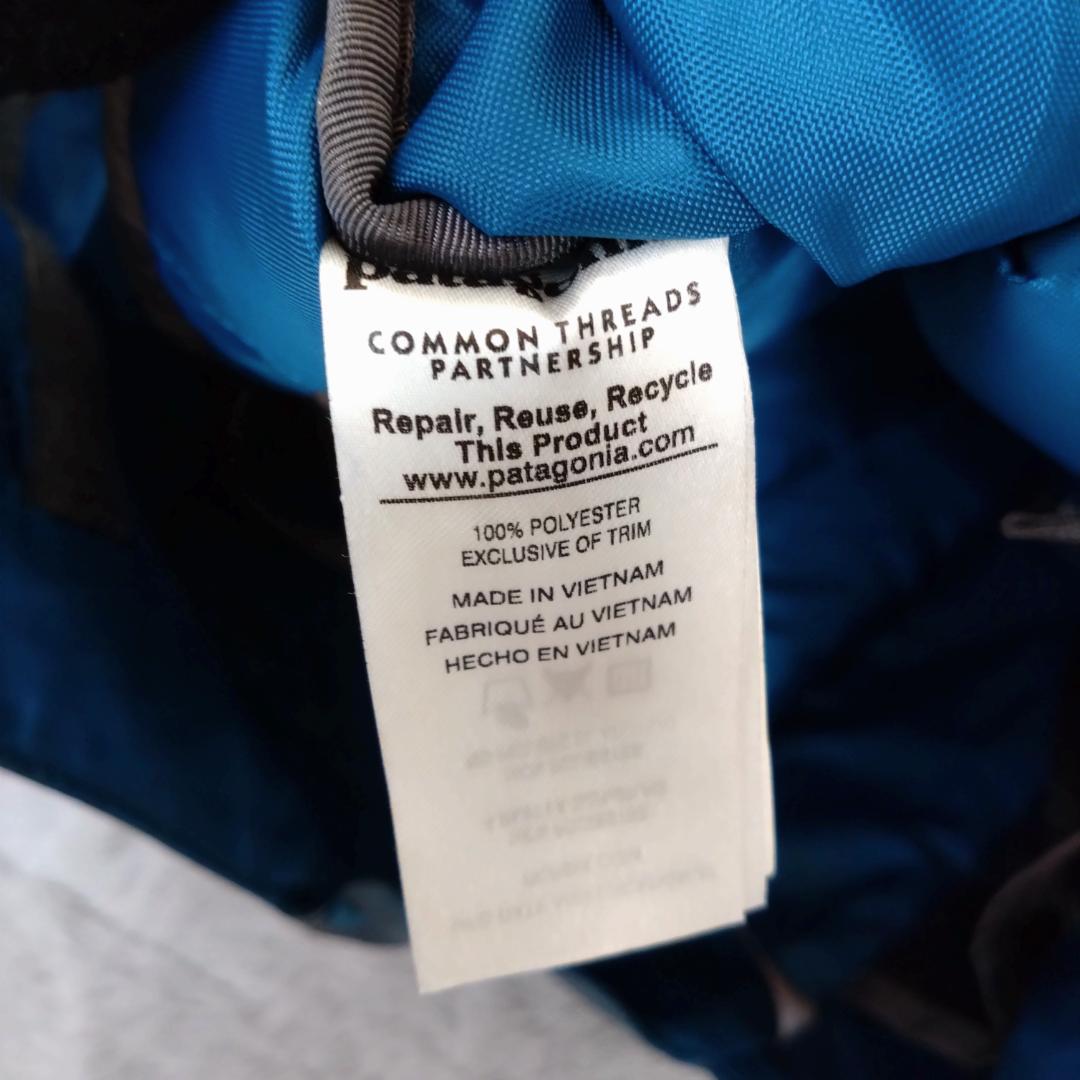 patagonia
COMMON THREADS
PARTNERSHIP
Repair, Reuse, Recycle
This Product
www.patagonia.com
100% POLYESTER
EXCLUSIVE OF TRIM
MADE IN VIETNAM
FABRIQUÉ AU VIETNAM
HECHO EN VIETNAM